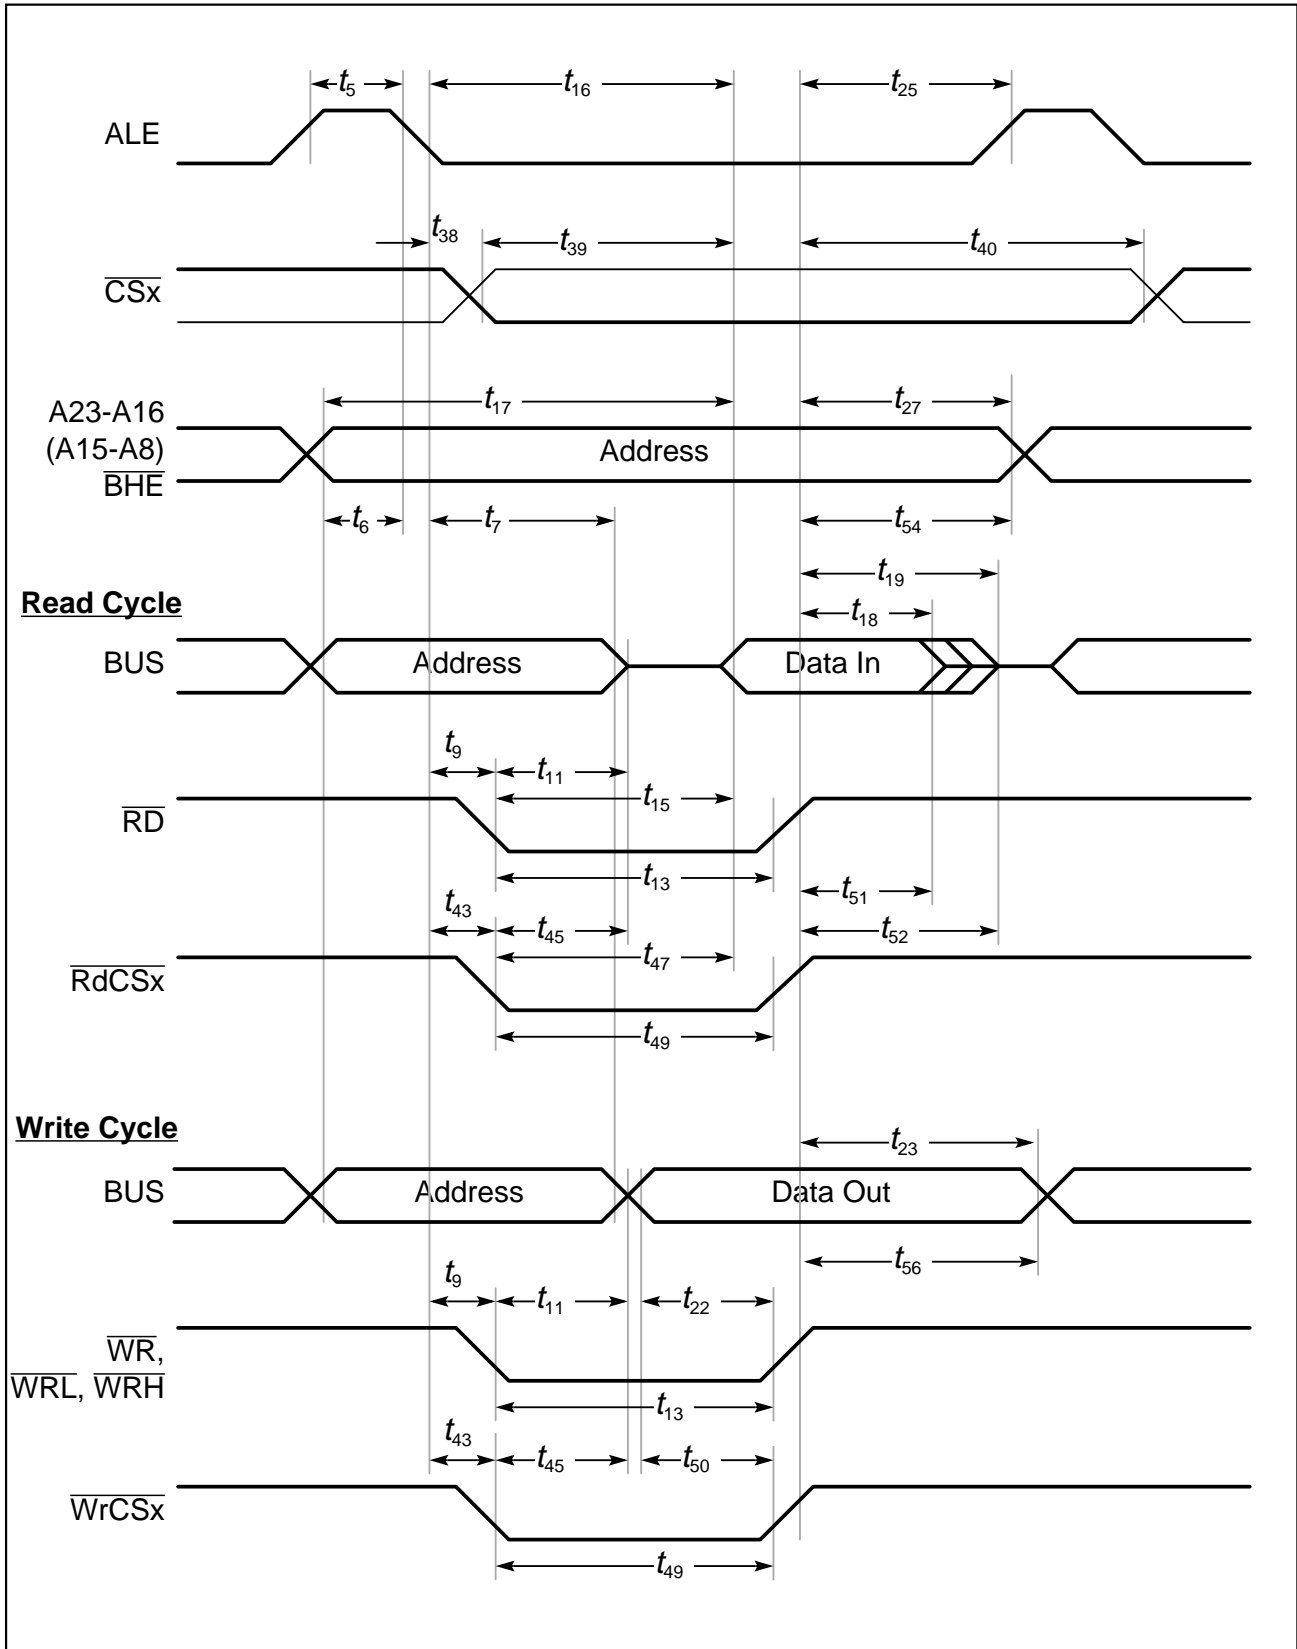 t5 t16 t25
ALE
t38 t39 t40
CSx
t17 t27
A23-A16
(A15-A8) Address
BHE
t6 t7 t54
t19
Read Cycle t18
BUS Address Data In
t9 t11
t15
RD
t13 t51
t43 t45 t52
t47
RdCSx
t49
Write Cycle
t23
BUS Address Data Out
t56
t9 t11 t22
WR,
WRL, WRH
t13
t43 t45 t50
WrCSx
t49